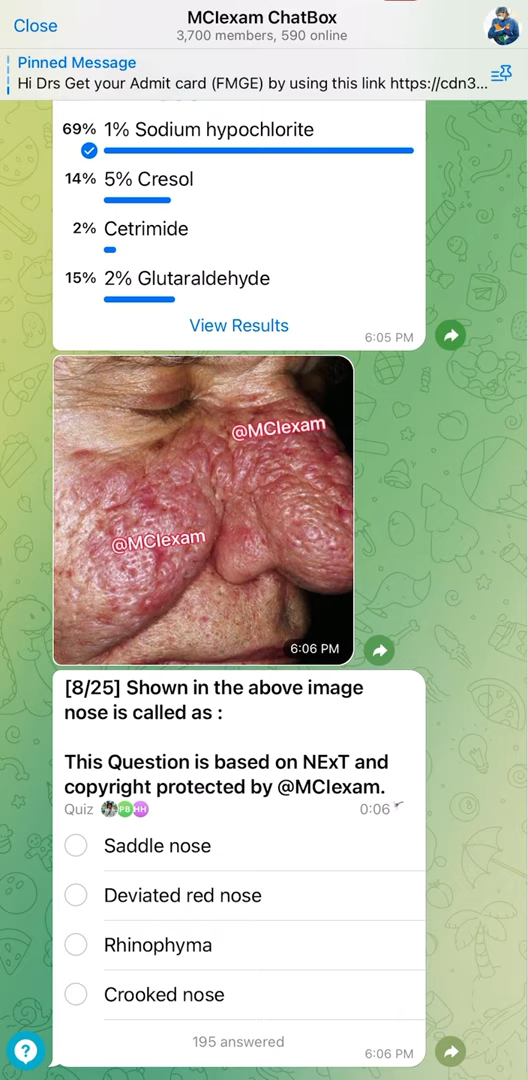 Close
MCIexam ChatBox
3,700 members, 590 online
Pinned Message
Hi Drs Get your Admit card (FMGE) by using this link https://cdn3...
69% 1% Sodium hypochlorite
14% 5% Cresol
2% Cetrimide
15% 2% Glutaraldehyde
View Results
6:05 PM
@MCIexam
@MCIexam
6:06 PM
[8/25] Shown in the above image
nose is called as :
This Question is based on NExT and
copyright protected by @MCIexam.
Quiz PB HH 0:06
Saddle nose
Deviated red nose
Rhinophyma
Crooked nose
195 answered
6:06 PM
?